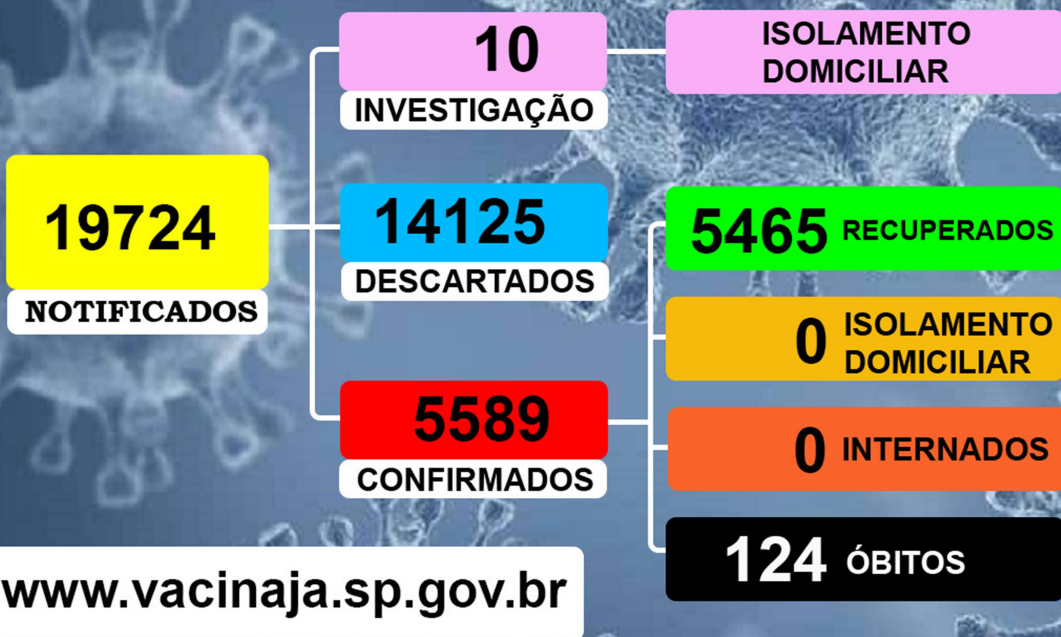 19724
NOTIFICADOS
10
INVESTIGAÇÃO
ISOLAMENTO
DOMICILIAR
14125
DESCARTADOS
5589
CONFIRMADOS
5465 RECUPERADOS
0 ISOLAMENTO
DOMICILIAR
0 INTERNADOS
124 ÓBITOS
www.vacinaja.sp.gov.br